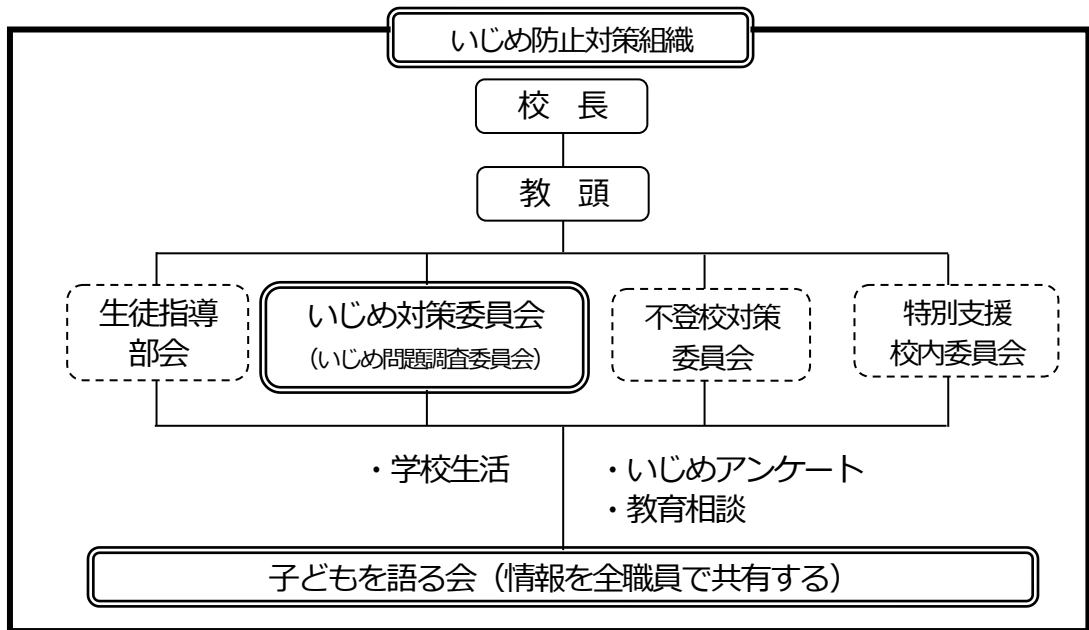 いじめ防止対策組織
校 長
教 頭
生徒指導
部会
いじめ対策委員会
（いじめ問題調査委員会）
不登校対策
委員会
特別支援
校内委員会
・学校生活
・いじめアンケート
・教育相談
子どもを語る会（情報を全職員で共有する）